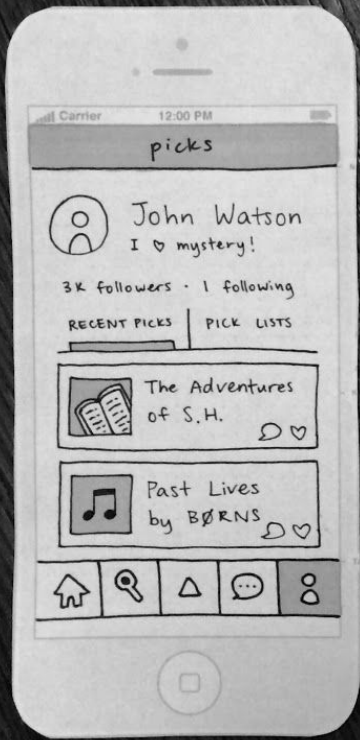 Carrier 12:00 PM
picks
John Watson
I ♡ mystery!
3K followers · 1 following
RECENT PICKS PICK LISTS
The Adventures
of S.H.
Past Lives
by BØRNS